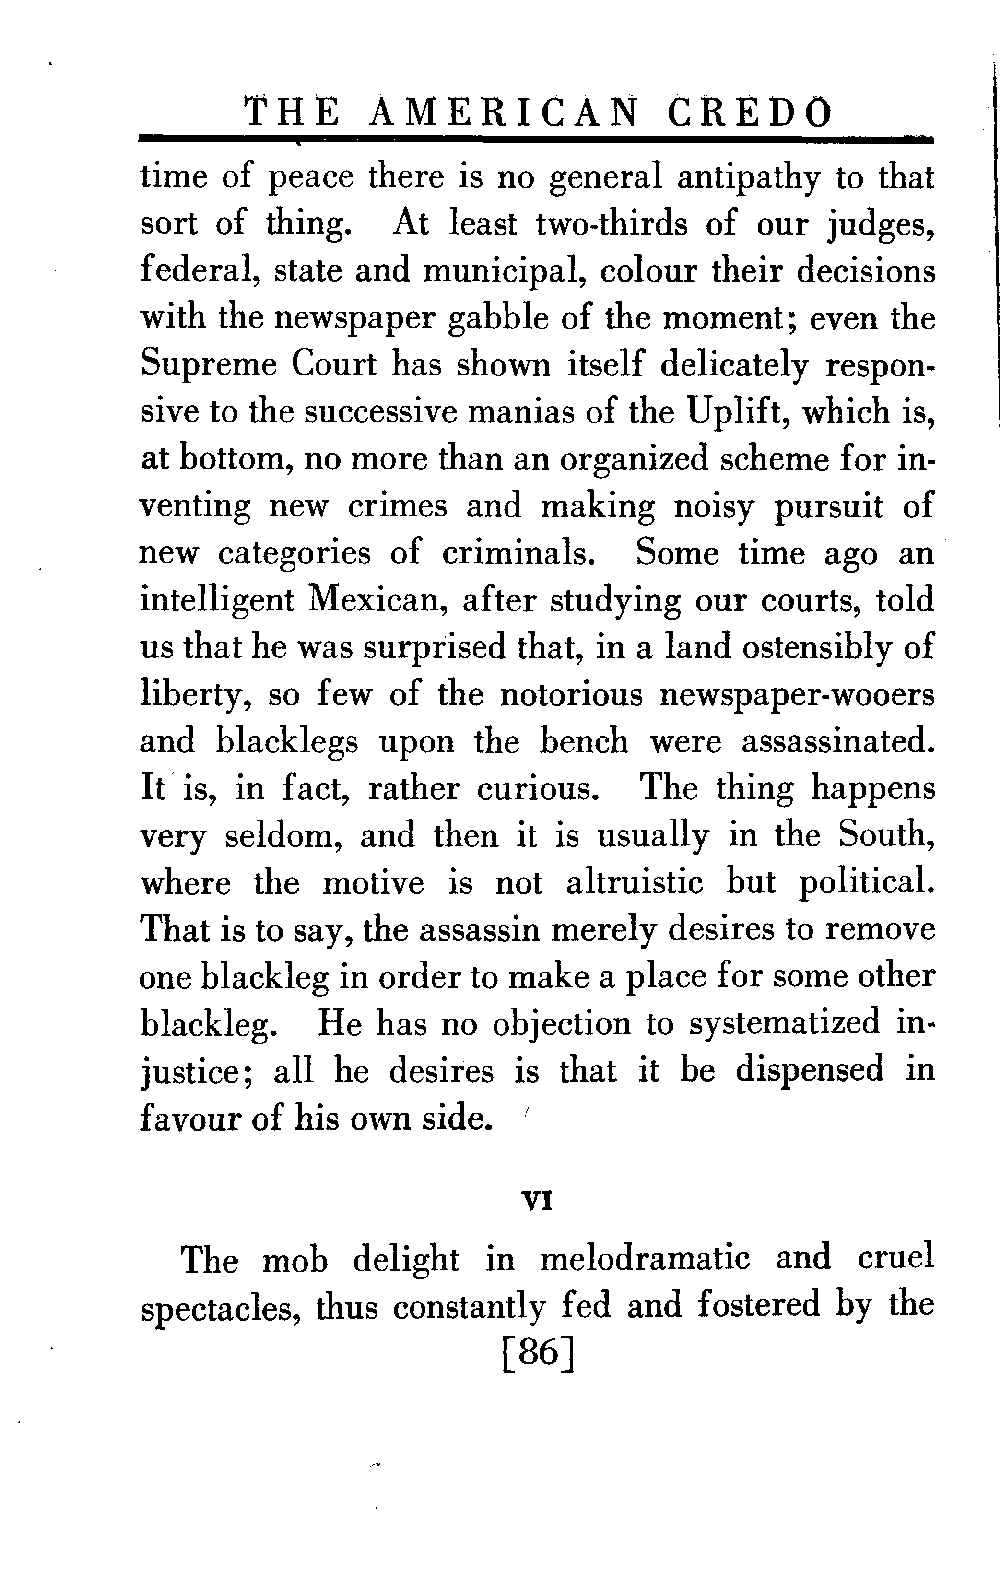 THE AMERICAN CREDO
time of peace there is no general antipathy to that
sort of thing. At least two-thirds of our judges,
federal, state and municipal, colour their decisions
with the newspaper gabble of the moment; even the
Supreme Court has shown itself delicately respon-
sive to the successive manias of the Uplift, which is,
at bottom, no more than an organized scheme for in-
venting new crimes and making noisy pursuit of
new categories of criminals. Some time ago an
intelligent Mexican, after studying our courts, told
us that he was surprised that, in a land ostensibly of
liberty, so few of the notorious newspaper-wooers
and blacklegs upon the bench were assassinated.
It is, in fact, rather curious. The thing happens
very seldom, and then it is usually in the South,
where the motive is not altruistic but political.
That is to say, the assassin merely desires to remove
one blackleg in order to make a place for some other
blackleg. He has no objection to systematized in-
justice; all he desires is that it be dispensed in
favour of his own side.
VI
The mob delight in melodramatic and cruel
spectacles, thus constantly fed and fostered by the
[86]